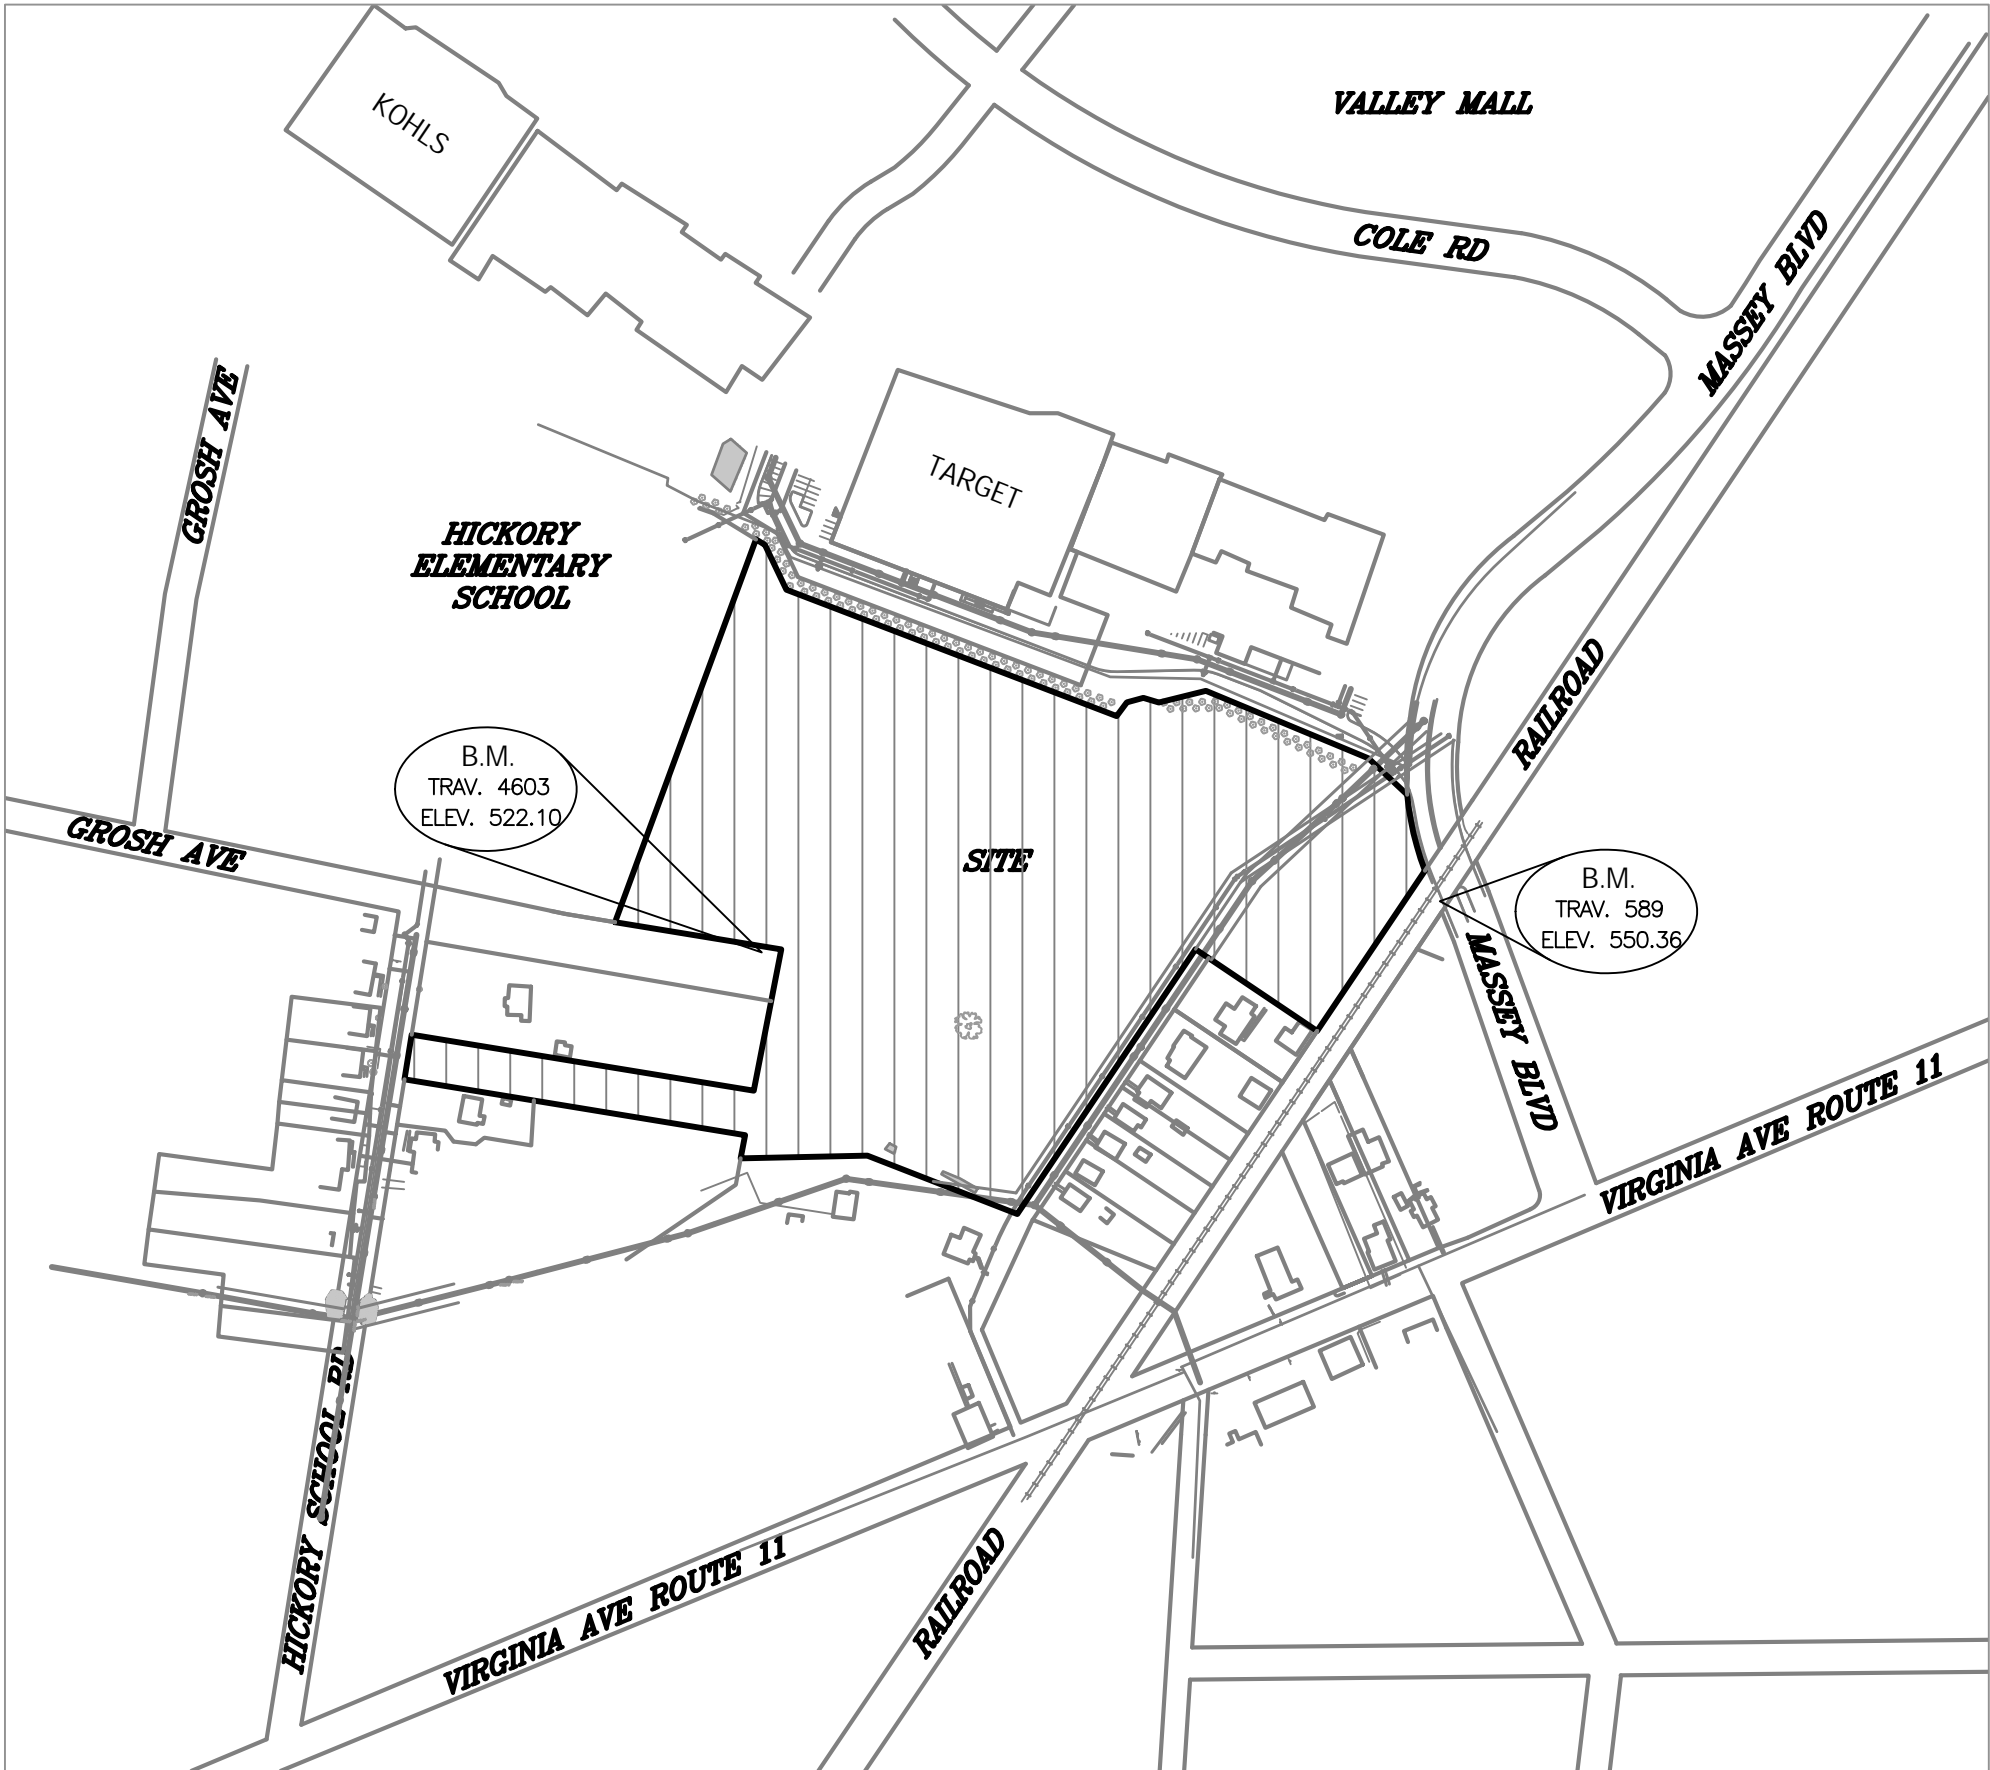 VALLEY MALL
KOHLS
COLE RD
MASSEY BLVD
GROSH AVE
TARGET
HICKORY
ELEMENTARY
SCHOOL
RAILROAD
B.M.
TRAV. 4603
ELEV. 522.10
GROSH AVE
SITE
B.M.
TRAV. 589
ELEV. 550.36
MASSEY BLVD
VIRGINIA AVE ROUTE 11
HICKORY SCHOOL RD
VIRGINIA AVE ROUTE 11
RAILROAD